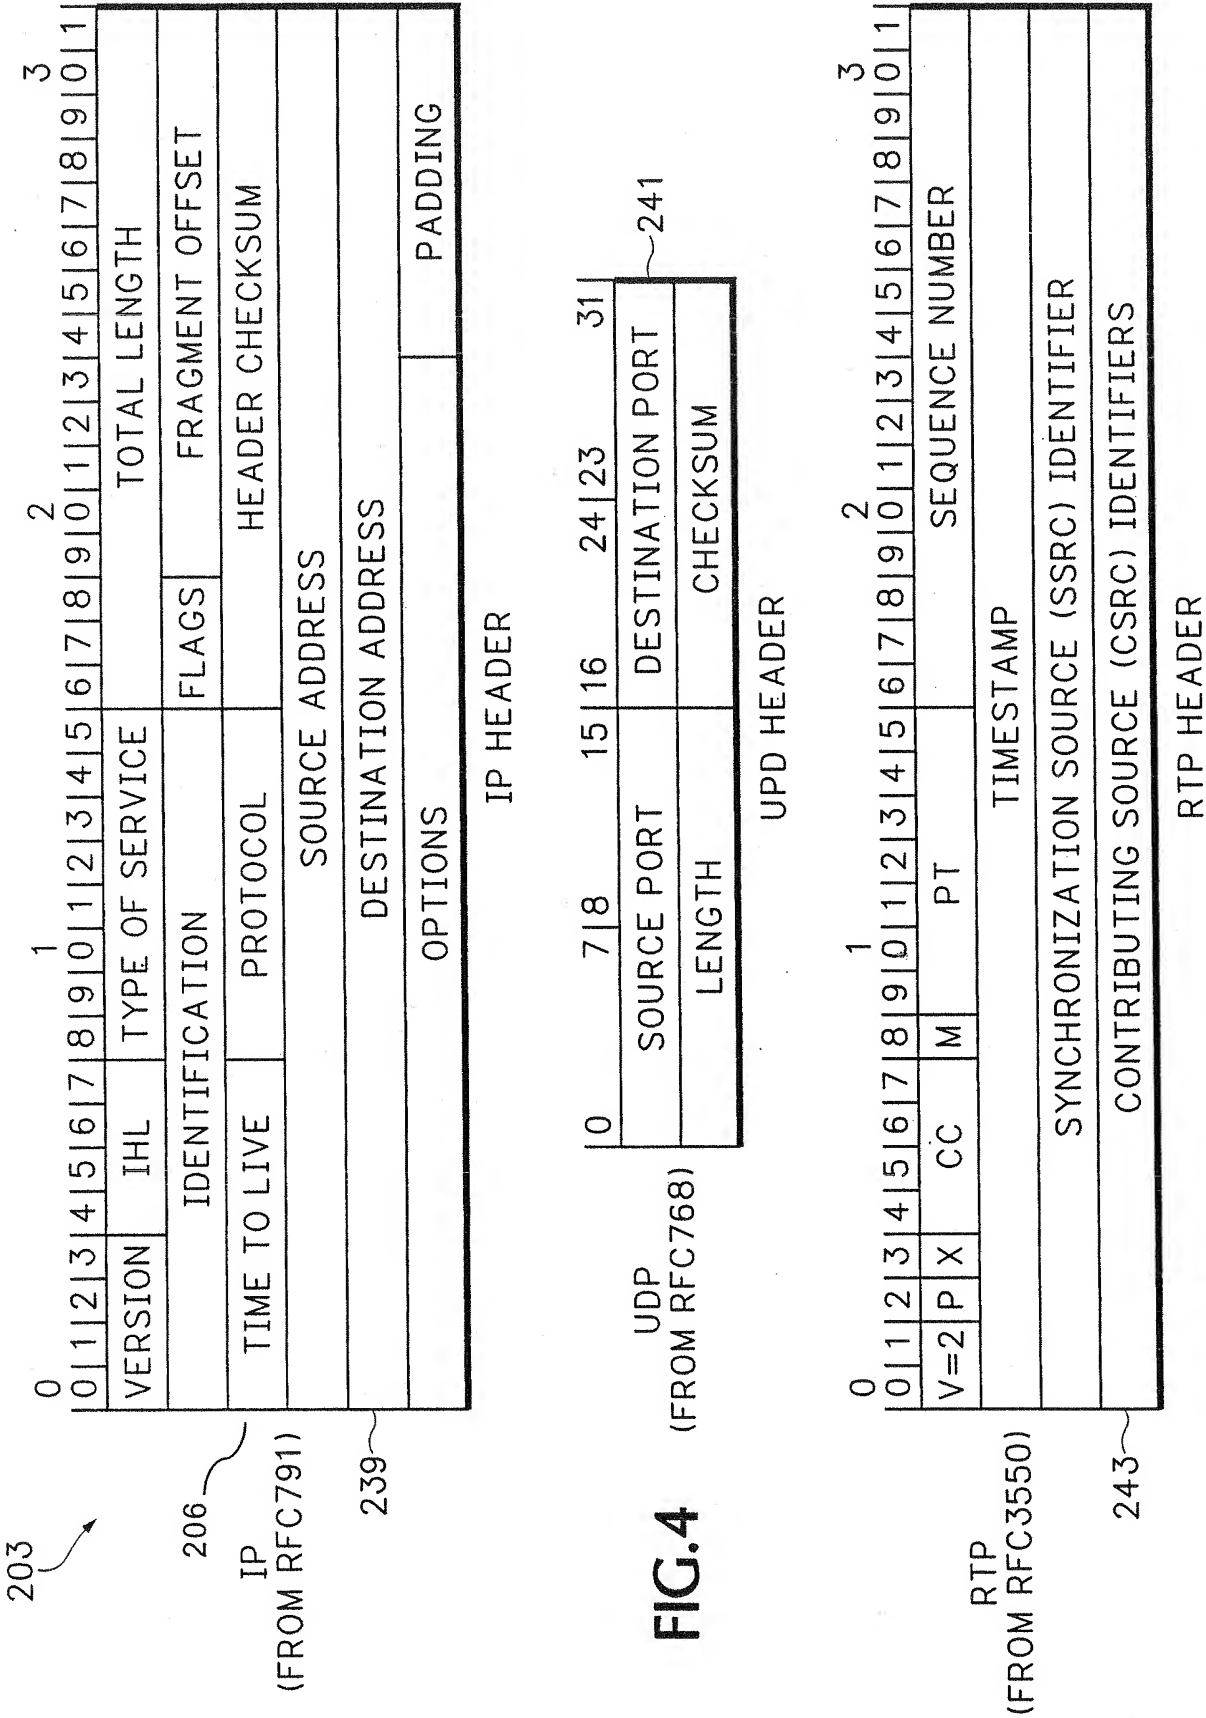 203
0 1 2 3
0|1|2|3|4|5|6|7|8|9|0|1|2|3|4|5|6|7|8|9|0|1|2|3|4|5|6|7|8|9|0|1
VERSION IHL TYPE OF SERVICE TOTAL LENGTH
IDENTIFICATION FLAGS FRAGMENT OFFSET
206
TIME TO LIVE PROTOCOL HEADER CHECKSUM
IP
(FROM RFC791)
SOURCE ADDRESS
239
DESTINATION ADDRESS
OPTIONS PADDING
IP HEADER
0 7|8 15|16 24|23 31
SOURCE PORT DESTINATION PORT
241
LENGTH CHECKSUM
UDP
(FROM RFC768)
UPD HEADER
FIG.4
0 1 2 3
0|1|2|3|4|5|6|7|8|9|0|1|2|3|4|5|6|7|8|9|0|1|2|3|4|5|6|7|8|9|0|1
V=2 P X CC M PT SEQUENCE NUMBER
TIMESTAMP
RTP
(FROM RFC3550)
SYNCHRONIZATION SOURCE (SSRC) IDENTIFIER
243
CONTRIBUTING SOURCE (CSRC) IDENTIFIERS
RTP HEADER